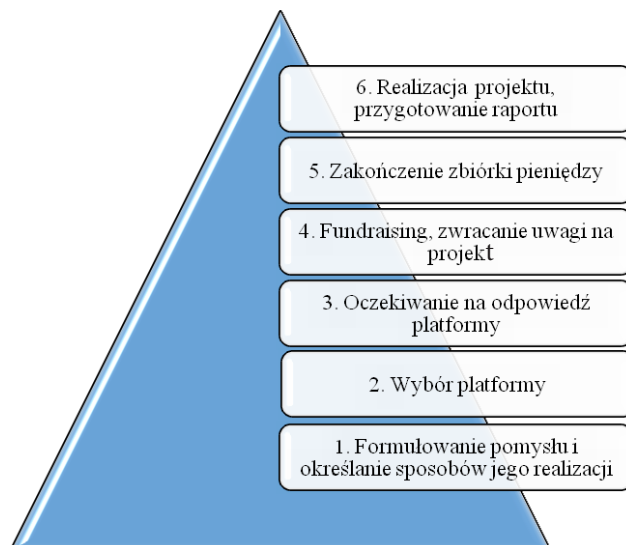 6. Realizacja projektu,
przygotowanie raportu
5. Zakończenie zbiórki pieniędzy
4. Fundraising, zwracanie uwagi na
projekt
3. Oczekiwanie na odpowiedź
platformy
2. Wybór platformy
1. Formułowanie pomysłu i
określanie sposobów jego realizacji